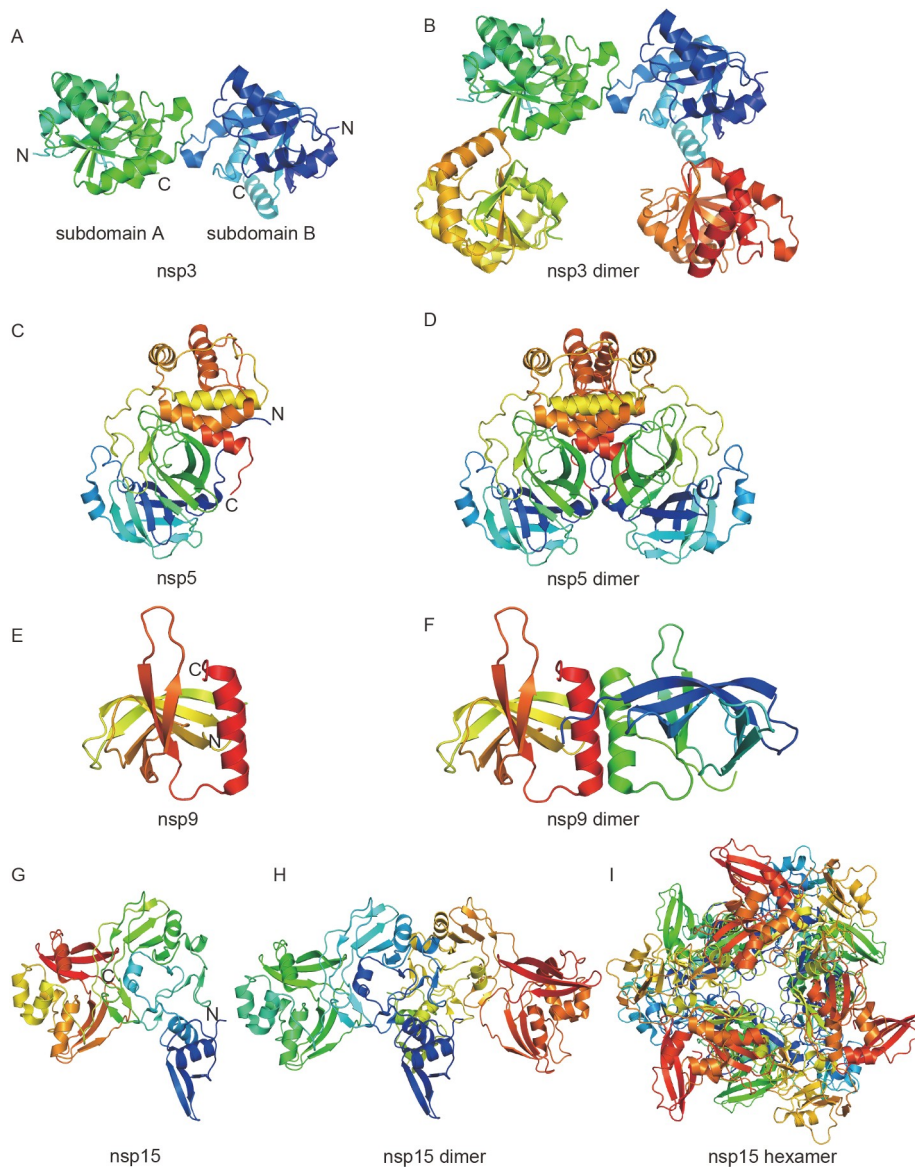 A
B
N
C
C
N
subdomain A
subdomain B
nsp3
nsp3 dimer
C
D
N
C
nsp5
nsp5 dimer
E
F
C
N
nsp9
nsp9 dimer
G
H
I
C
N
nsp15
nsp15 dimer
nsp15 hexamer